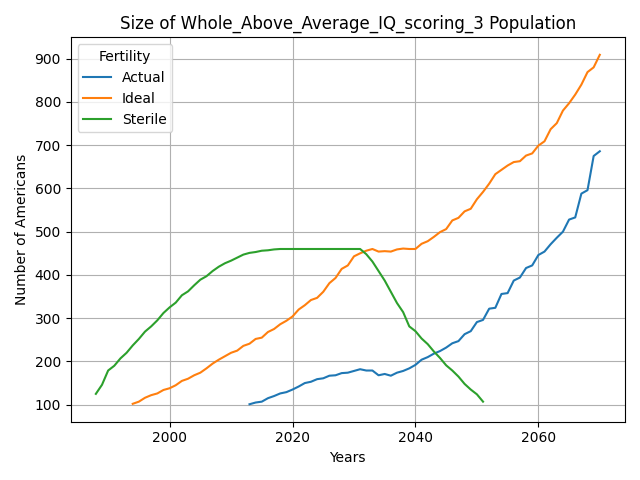 Size of Whole_Above_Average_IQ_scoring_3 Population
Fertility
Actual
Ideal
Sterile
Number of Americans
900
800
700
600
500
400
300
200
100
2000
2020
2040
2060
Years